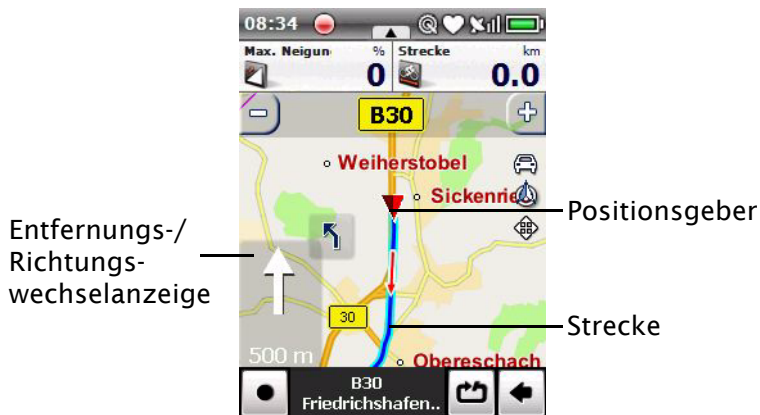 08:34
Max. Neigun % Strecke km
0 0.0
B30
Weiherstobel
Sickenrie
Positionsgeber
Entfernungs-/
Richtungs-
wechselanzeige
30
Strecke
500 m
Obereschach
B30
Friedrichshafen..